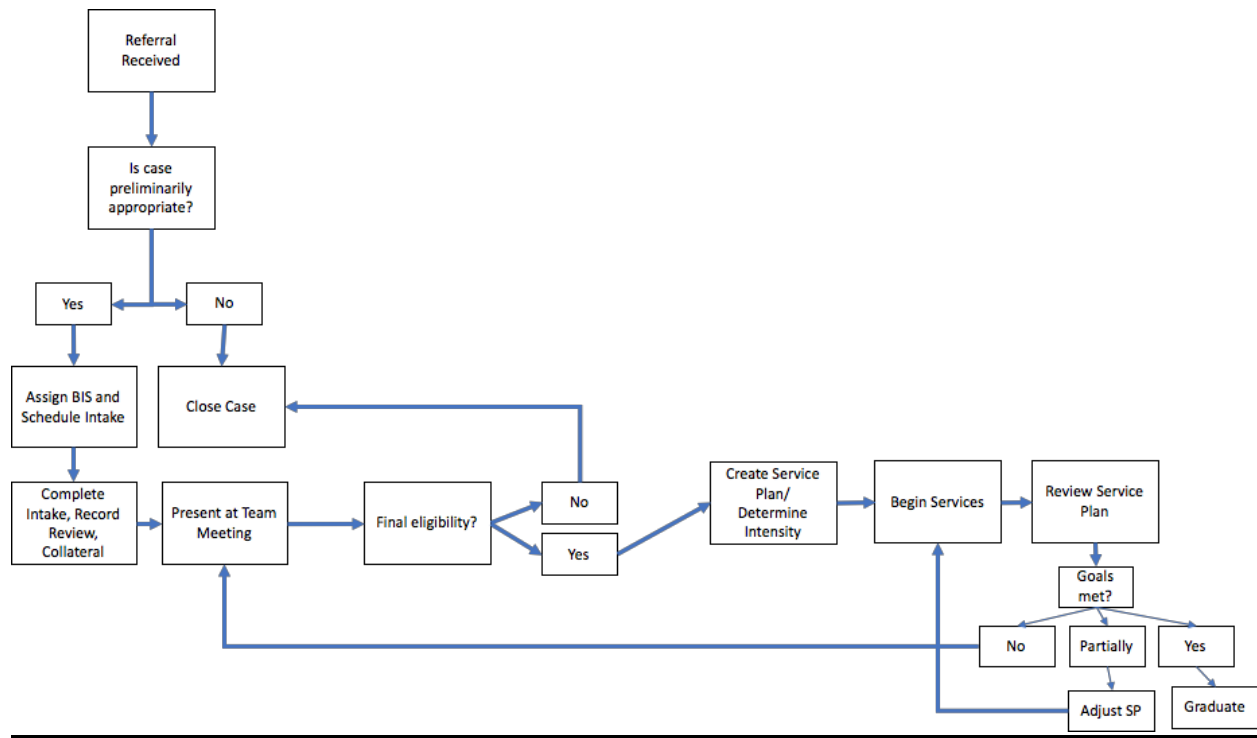 Referral
Received
Is case
preliminarily
appropriate?
Yes
No
Assign BIS and
Schedule Intake
Close Case
Complete
Intake, Record
Review,
Collateral
Present at Team
Meeting
Final eligibility?
No
Yes
Create Service
Plan/
Determine
Intensity
Begin Services
Review Service
Plan
Goals
met?
No
Partially
Yes
Adjust SP
Graduate